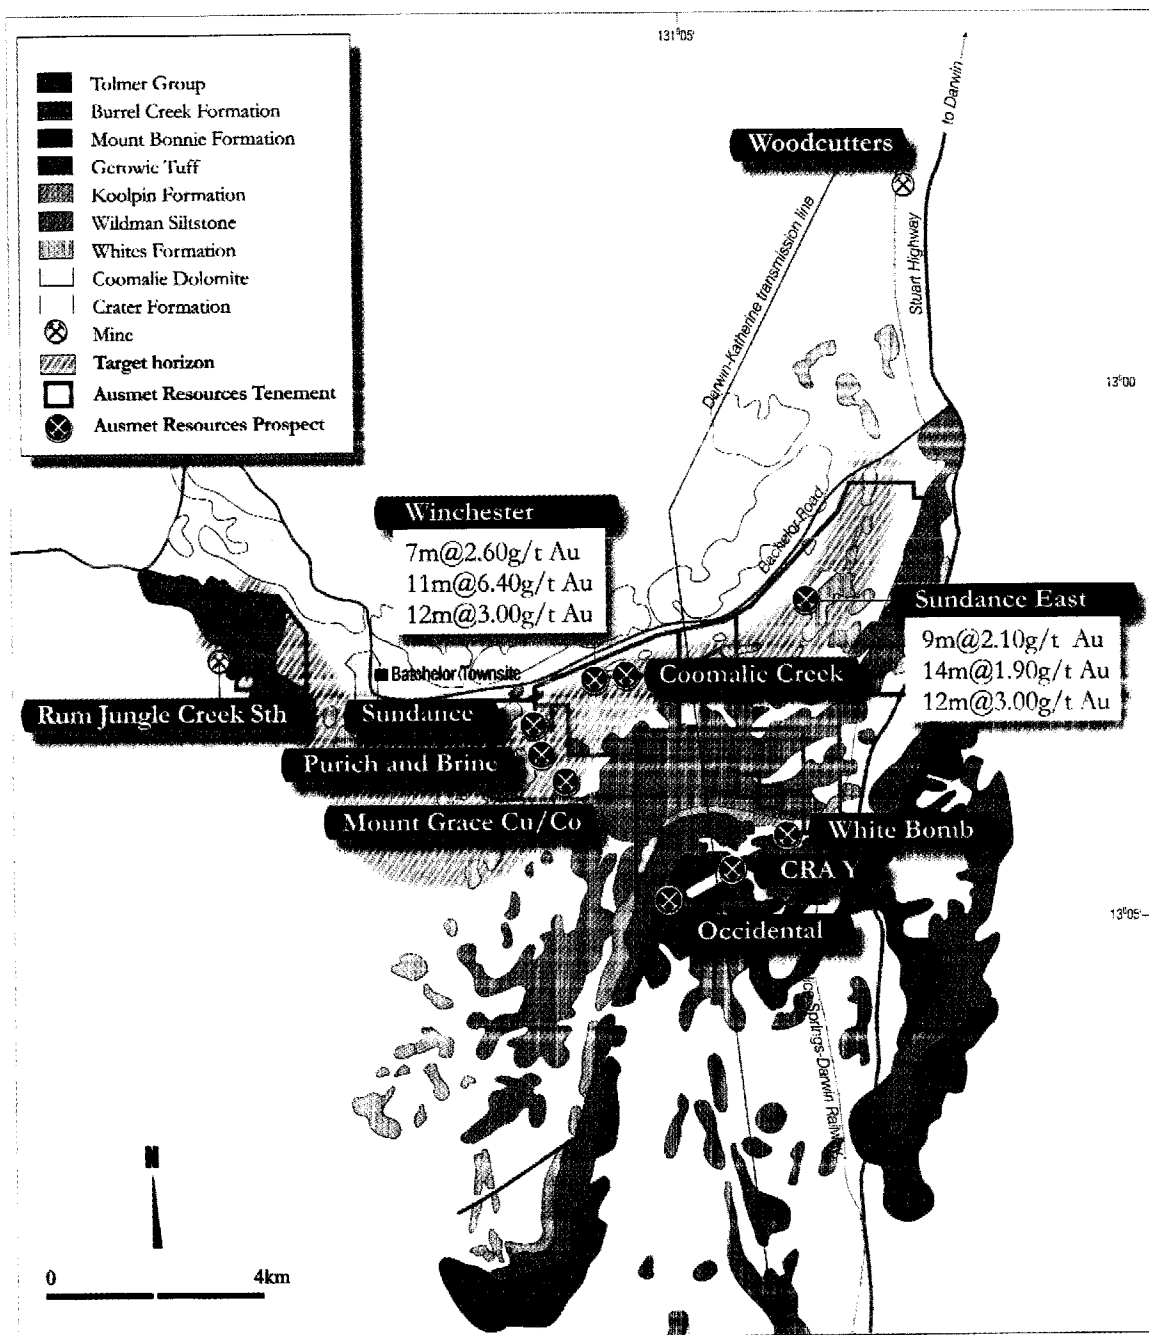 131°05'
to Darwin
Tolmer Group
Burrel Creek Formation
Mount Bonnie Formation
Gerowie Tuff
Koolpin Formation
Wildman Siltstone
Whites Formation
Coomalie Dolomite
Crater Formation
Mine
Target horizon
Ausmet Resources Tenement
Ausmet Resources Prospect
Woodcutters
Darwin-Katherine transmission line
Stuart Highway
13°00
Winchester
7m@2.60g/t Au
11m@6.40g/t Au
12m@3.00g/t Au
Batchelor Road
Sundance East
9m@2.10g/t Au
14m@1.90g/t Au
12m@3.00g/t Au
Batchelor Townsite
Coomalie Creek
Rum Jungle Creek Sth
Sundance
Purich and Brine
Mount Grace Cu/Co
White Bomb
CRA Y
13°05'
Occidental
ice Springs-Darwin Railway
N
0 4km